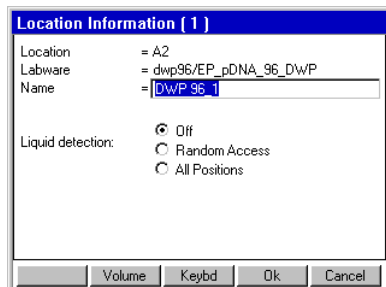 Location Information ( 1 )
Location = A2
Labware = dwp96/EP_pDNA_96_DWP
Name = DWP 96_1
Off
Liquid detection: Random Access
All Positions
Volume Keybd Ok Cancel